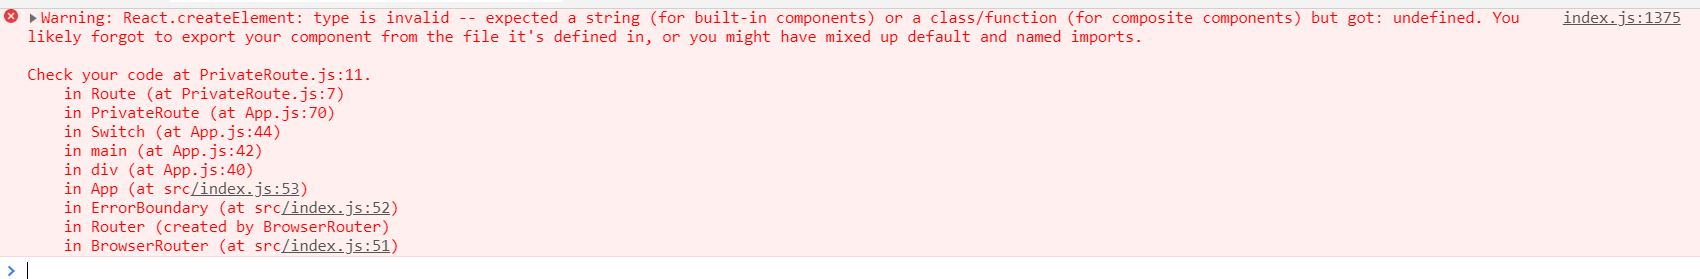 Warning: React.createElement: type is invalid -- expected a string (for built-in components) or a class/function (for composite components) but got: undefined. You index.js:1375
likely forgot to export your component from the file it's defined in, or you might have mixed up default and named imports.
Check your code at PrivateRoute.js:11.
in Route (at PrivateRoute.js:7)
in PrivateRoute (at App.js:70)
in Switch (at App.js:44)
in main (at App.js:42)
in div (at App.js:40)
in App (at src/index.js:53)
in ErrorBoundary (at src/index.js:52)
in Router (created by BrowserRouter)
in BrowserRouter (at src/index.js:51)